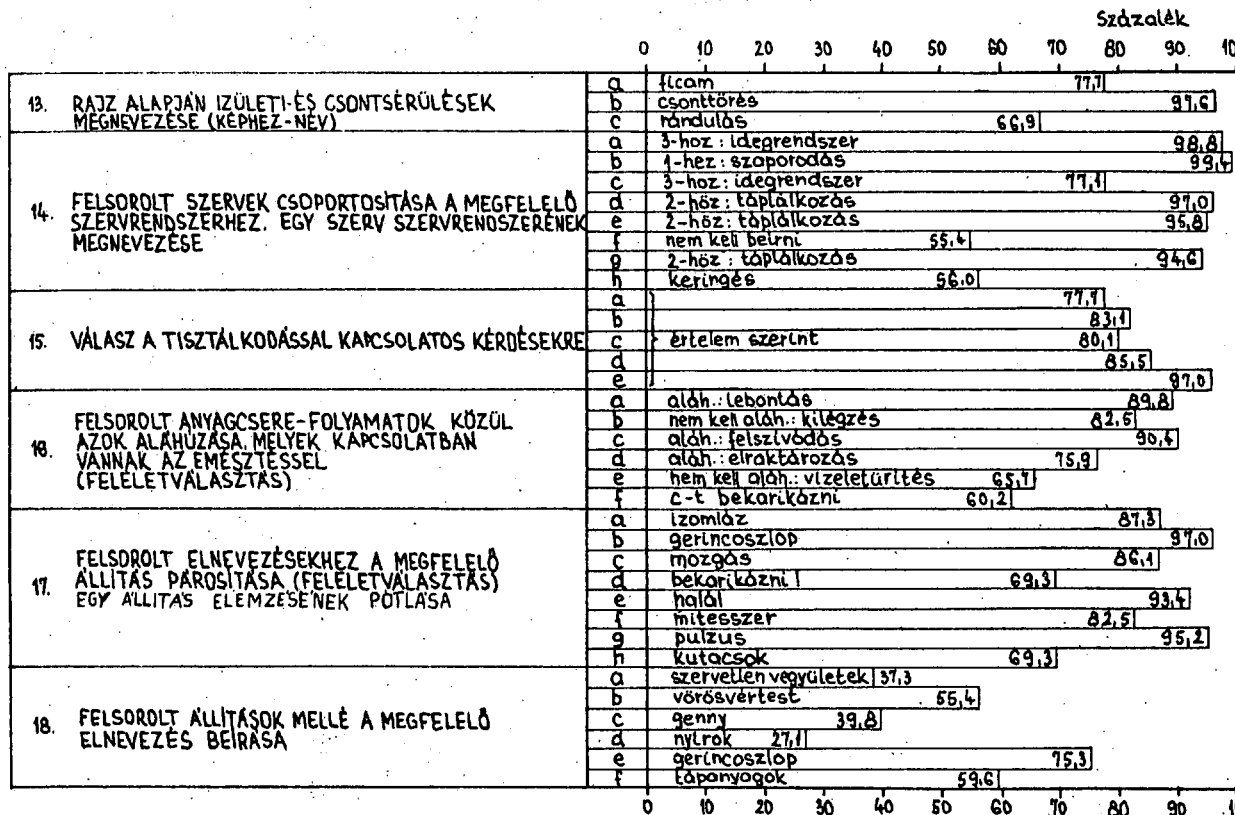 Százalék
0 10 20 30 40 50 60 70 80 90 10
13. RAJZ ALAPJÁN IZÜLETI-ÉS CSONTSÉRÜLÉSEK
MEGNEVEZÉSE (KÉPHEZ-NÉV)
a ficam 77,7
b csonttörés 97,6
c rándulás 66,9
14. FELSOROLT SZERVEK CSOPORTOSÍTÁSA A MEGFELELŐ
SZERVRENDSZERHEZ. EGY SZERV SZERVRENDSZERÉNEK
MEGNEVEZÉSE
a 3-hoz: idegrendszer 98,8
b 1-hez: szaporodás 99,4
c 3-hoz: idegrendszer 77,1
d 2-höz: táplálkozás 97,0
e 2-höz: táplálkozás 95,8
f nem kell beírni 55,4
g 2-höz: táplálkozás 94,6
h keringés 56,0
15. VÁLASZ A TISZTÁLKODÁSSAL KAPCSOLATOS KÉRDÉSEKRE
a 77,7
b 83,1
c értelem szerint 80,1
d 85,5
e 97,0
16. FELSOROLT ANYAGCSERE-FOLYAMATOK KÖZÜL
AZOK ALÁHÚZÁSA, MELYEK KAPCSOLATBAN
VANNAK AZ EMÉSZTÉSSEL
(FELELETVÁLASZTÁS)
a aláh.: lebontás 89,8
b nem kell aláh.: kilégzés 82,5
c aláh.: felszívódás 90,4
d aláh.: elraktározás 75,9
e nem kell aláh.: vizeletürítés 65,7
f c-t bekarikázni 60,2
17. FELSOROLT ELNEVEZÉSEKHEZ A MEGFELELŐ
ÁLLÍTÁS PÁROSÍTÁSA (FELELETVÁLASZTÁS)
EGY ÁLLITÁS ELEMZÉSÉNEK PÓTLÁSA
a izomláz 87,3
b gerincoszlop 97,0
c mozgás 86,1
d bekarikázni 69,3
e halál 93,4
f mitesszer 82,5
g pulzus 95,2
h kutacsok 69,3
18. FELSOROLT ÁLLÍTÁSOK MELLÉ A MEGFELELŐ
ELNEVEZÉS BEÍRÁSA
a szervetlen vegyületek 37,3
b vörösvértest 55,4
c genny 39,8
d nyirok 27,1
e gerincoszlop 75,3
f tápanyagok 59,6
0 10 20 30 40 50 60 70 80 90 10